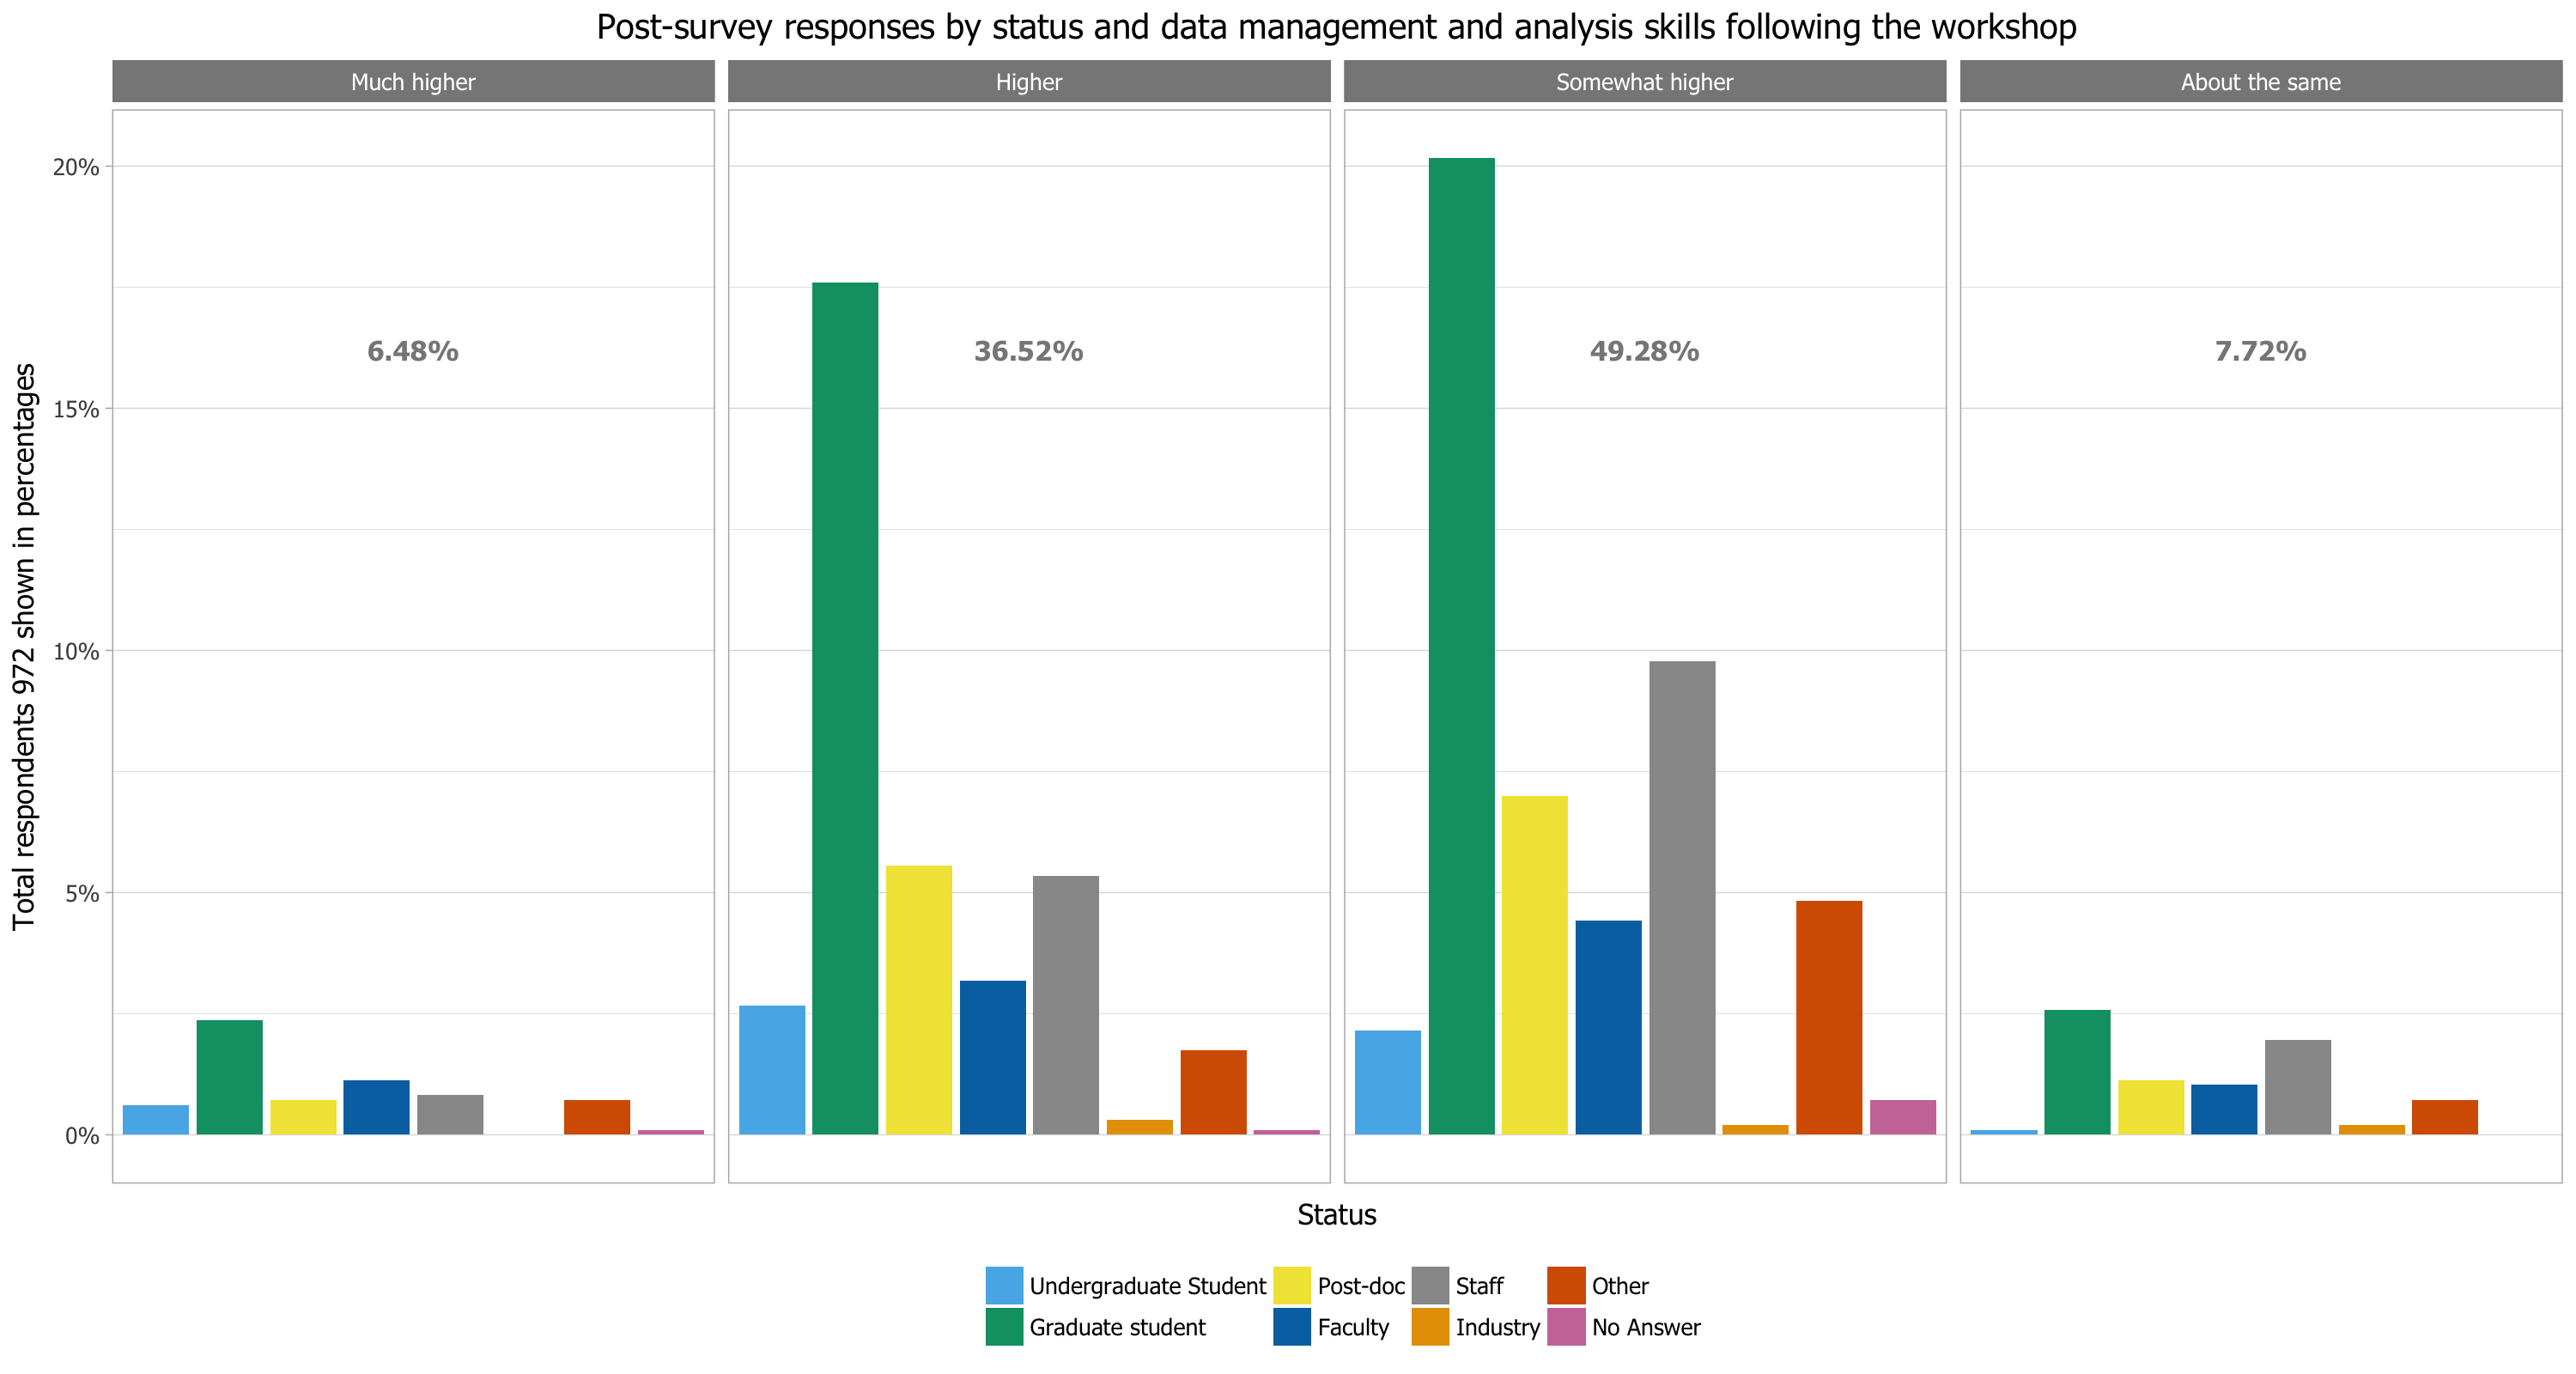 Post-survey responses by status and data management and analysis skills following the workshop
Much higher
Higher
Somewhat higher
About the same
Total respondents 972 shown in percentages
20%
15%
10%
5%
0%
6.48%
36.52%
49.28%
7.72%
Status
Undergraduate Student
Post-doc
Staff
Other
Graduate student
Faculty
Industry
No Answer